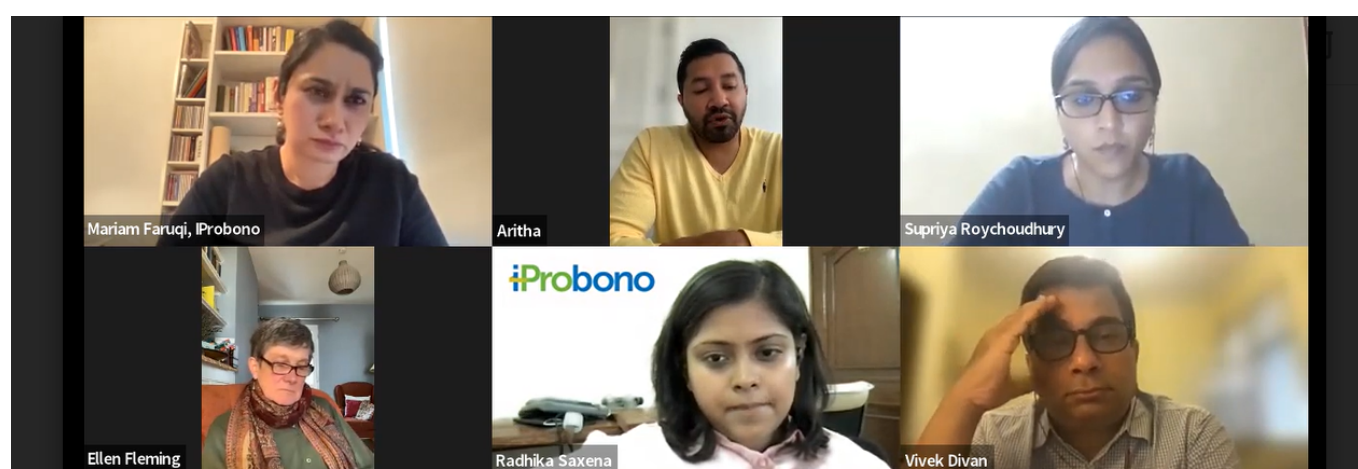 Mariam Faruqi, IProbono
Aritha
Supriya Roychoudhury
iProbono
Ellen Fleming
Radhika Saxena
Vivek Divan